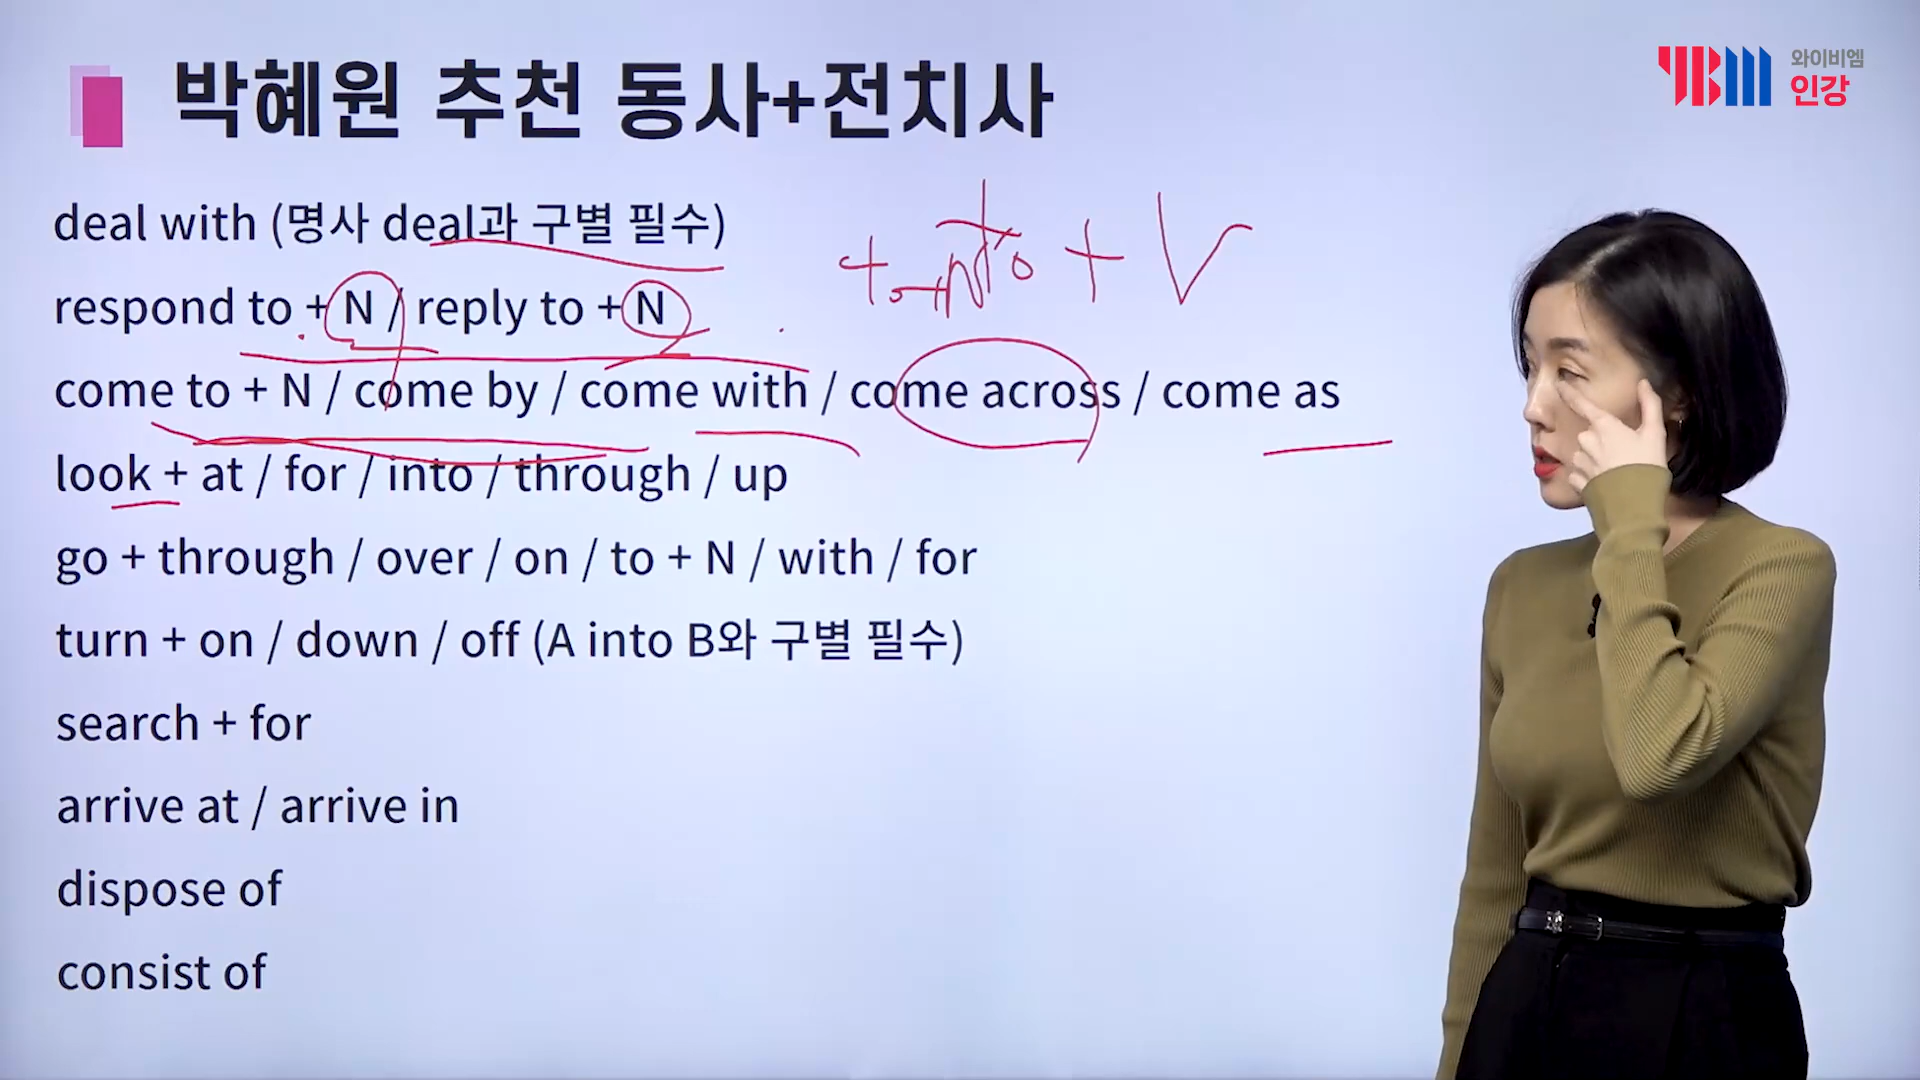 박혜원 추천 동사+전치사
YBM 와이비엠 인강
deal with (명사 deal과 구별 필수)
to + V
to + N
respond to + N / reply to + N
come to + N / come by / come with / come across / come as
look + at / for / into / through / up
go + through / over / on / to + N / with / for
turn + on / down / off (A into B와 구별 필수)
search + for
arrive at / arrive in
dispose of
consist of